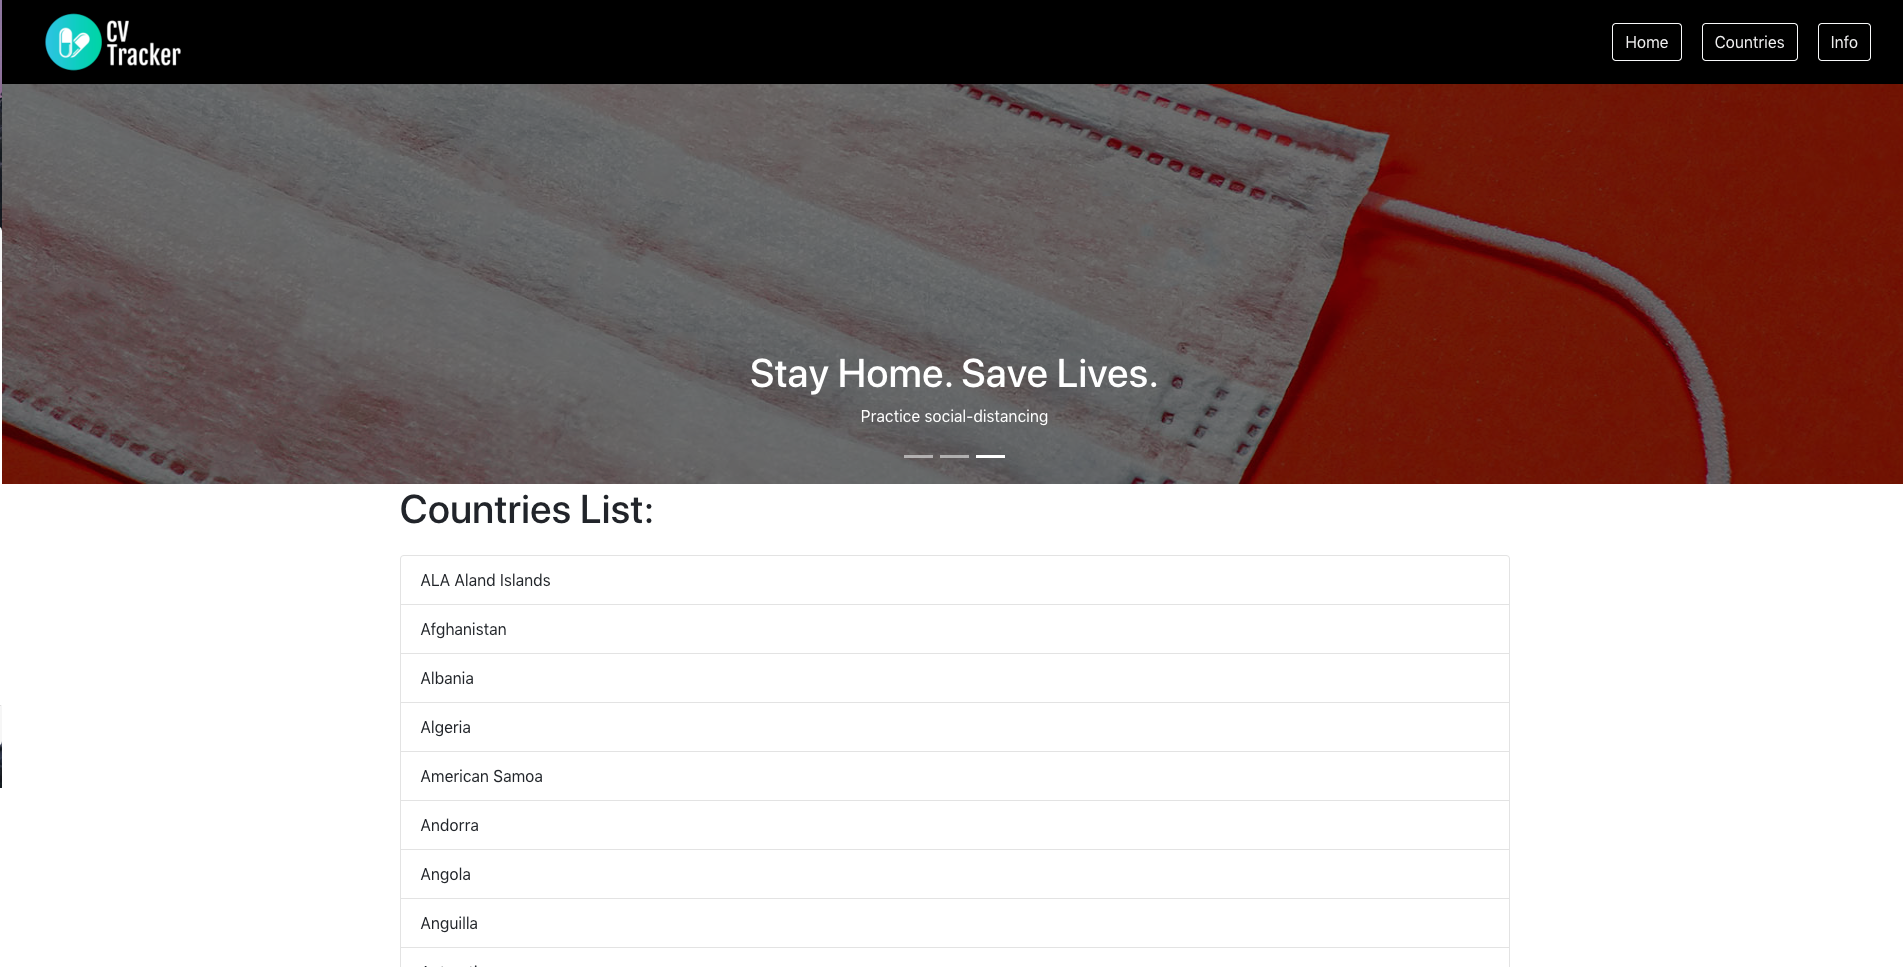 CV
Tracker
Home
Countries
Info
Stay Home. Save Lives.
Practice social-distancing
Countries List:
ALA Aland Islands
Afghanistan
Albania
Algeria
American Samoa
Andorra
Angola
Anguilla